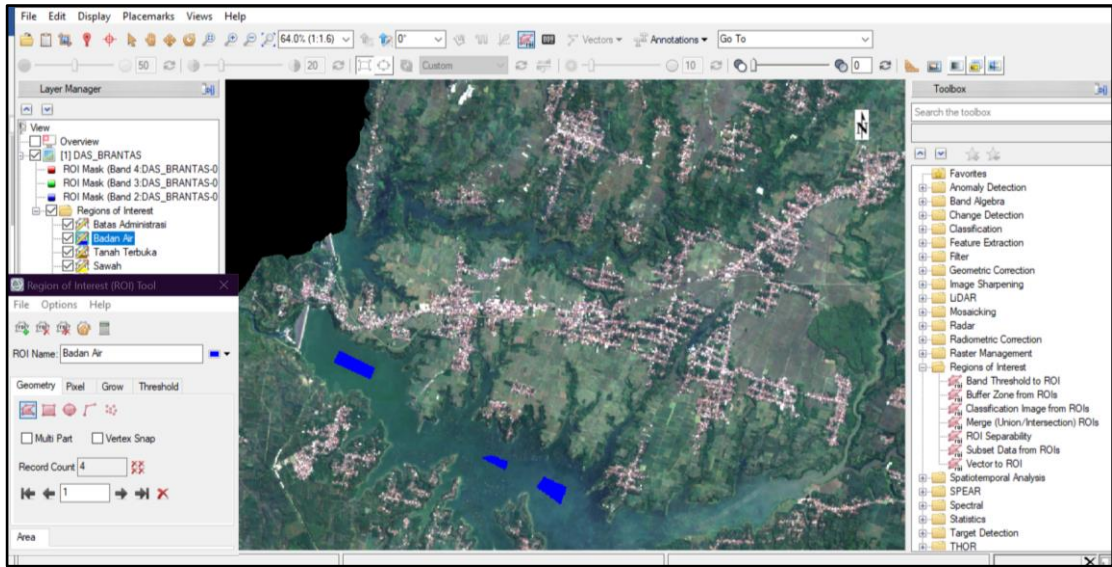 File Edit Display Placemarks Views Help
64.0% (1:1.6) 0° Vectors Annotations Go To
50 20 Custom 10 0
Layer Manager
View
Overview
[1] DAS_BRANTAS
ROI Mask (Band 4:DAS_BRANTAS-0
ROI Mask (Band 3:DAS_BRANTAS-0
ROI Mask (Band 2:DAS_BRANTAS-0
Regions of Interest
Batas Administrasi
Badan Air
Tanah Terbuka
Sawah
Region of Interest (ROI) Tool
File Options Help
ROI Name: Badan Air
Geometry Pixel Grow Threshold
Multi Part Vertex Snap
Record Count 4
1
Area
N
Toolbox
Search the toolbox
Favorites
Anomaly Detection
Band Algebra
Change Detection
Classification
Feature Extraction
Filter
Geometric Correction
Image Sharpening
LiDAR
Mosaicking
Radar
Radiometric Correction
Raster Management
Regions of Interest
Band Threshold to ROI
Buffer Zone from ROIs
Classification Image from ROIs
Merge (Union/Intersection) ROIs
ROI Separability
Subset Data from ROIs
Vector to ROI
Spatiotemporal Analysis
SPEAR
Spectral
Statistics
Target Detection
THOR